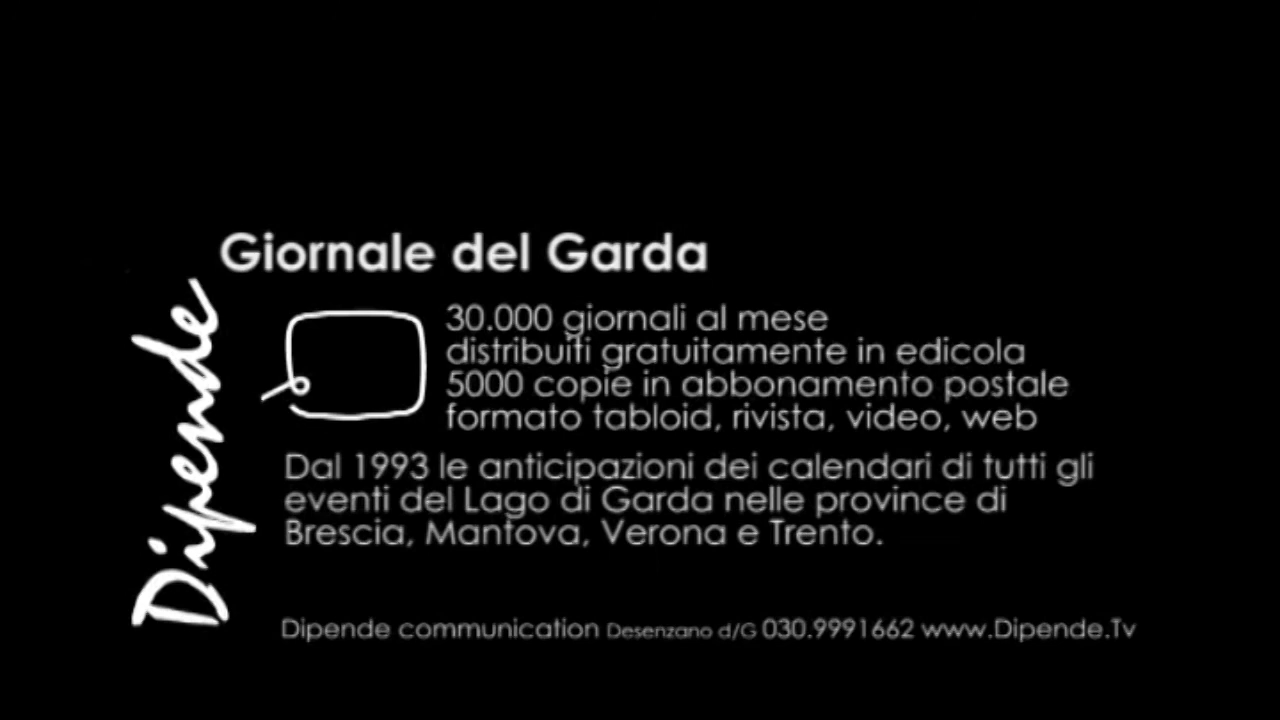 Giornale del Garda
Dipende
30.000 giornali al mese
distribuiti gratuitamente in edicola
5000 copie in abbonamento postale
formato tabloid, rivista, video, web
Dal 1993 le anticipazioni dei calendari di tutti gli
eventi del Lago di Garda nelle province di
Brescia, Mantova, Verona e Trento.
Dipende communication Desenzano d/G 030.9991662 www.Dipende.Tv